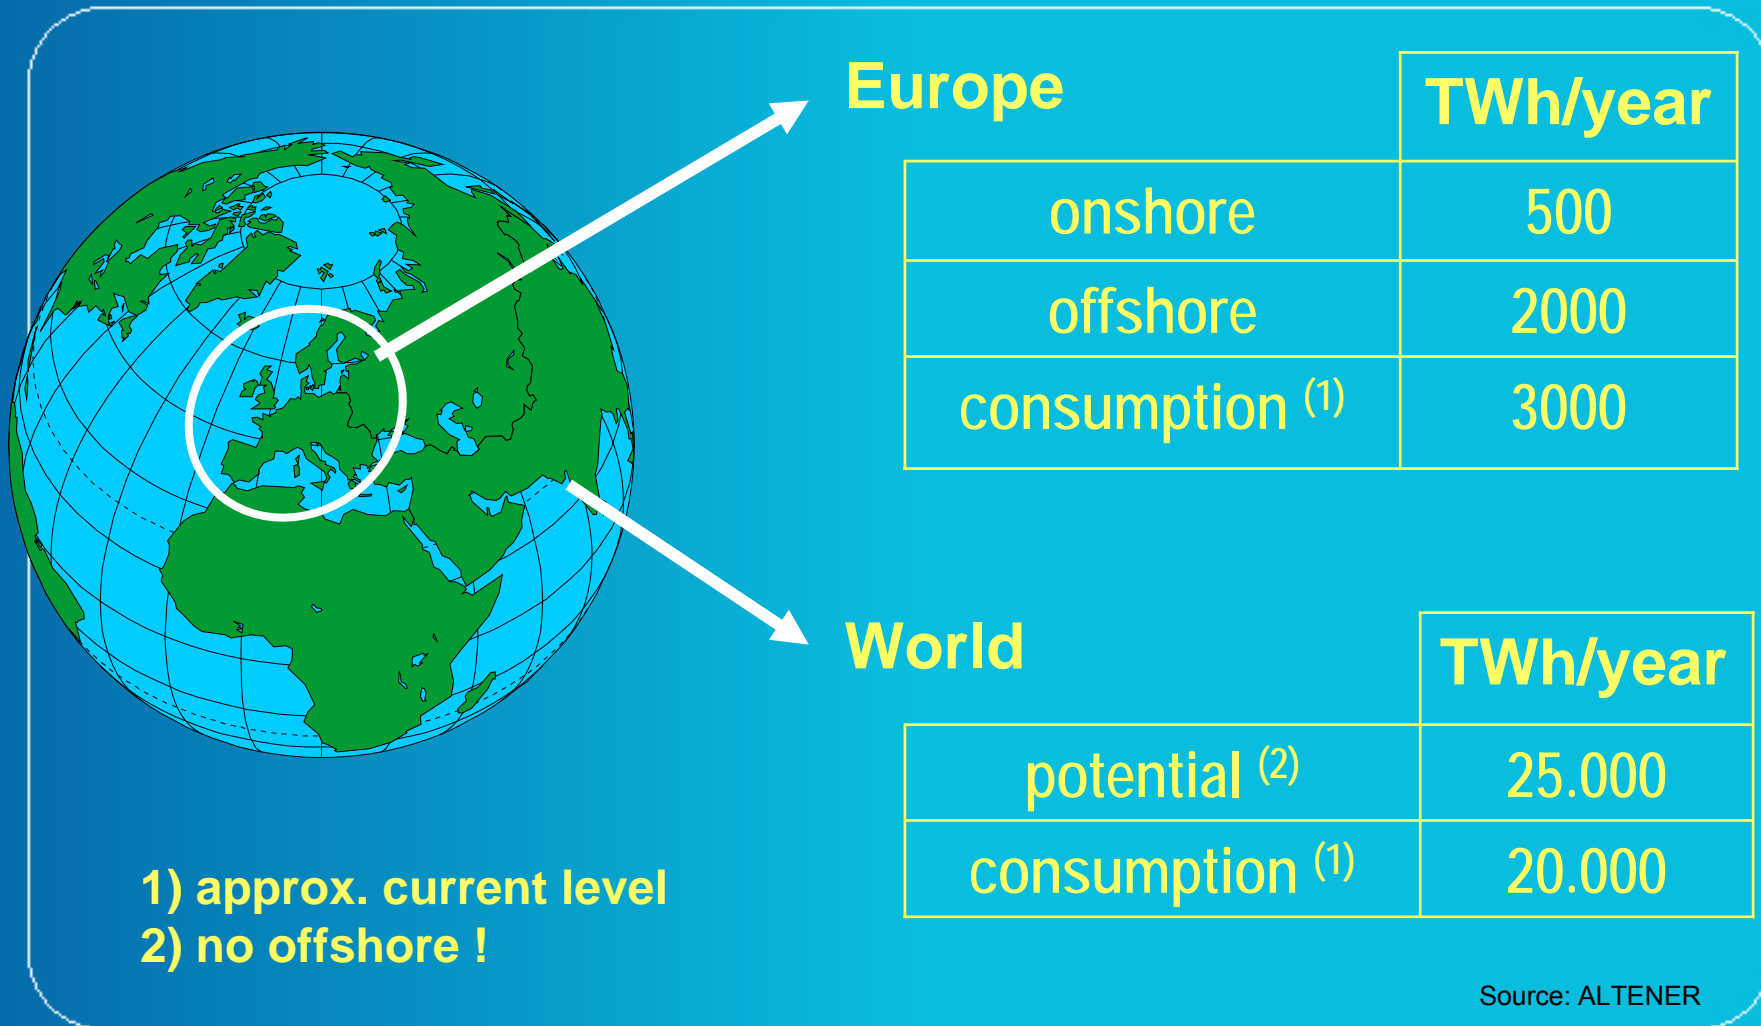 Europe
TWh/year
onshore 500
offshore 2000
consumption (1) 3000
World
TWh/year
potential (2) 25.000
consumption (1) 20.000
1) approx. current level
2) no offshore !
Source: ALTENER